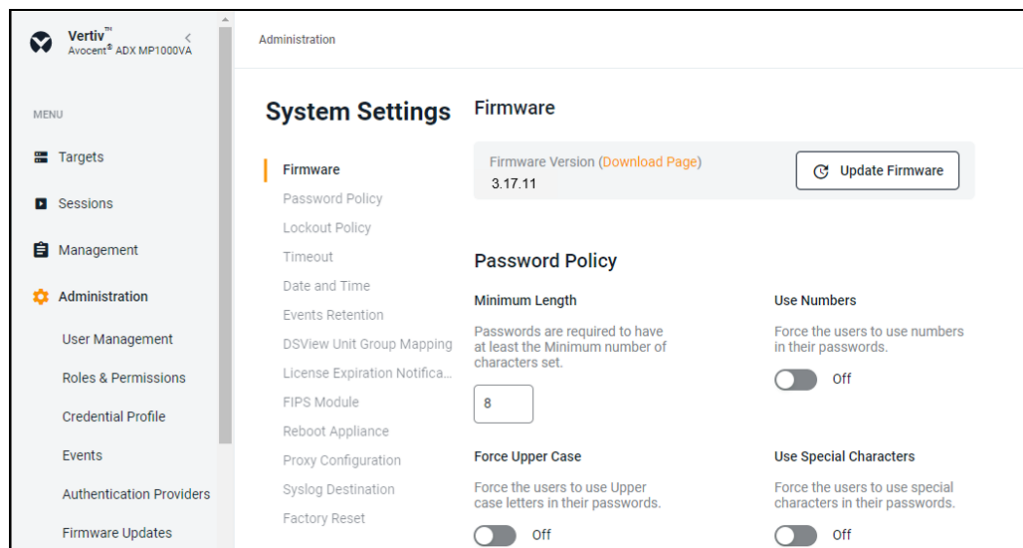 Vertiv™
Avocent® ADX MP1000VA
<
MENU
Targets
Sessions
Management
Administration
User Management
Roles & Permissions
Credential Profile
Events
Authentication Providers
Firmware Updates
Administration
System Settings
Firmware
Password Policy
Lockout Policy
Timeout
Date and Time
Events Retention
DSView Unit Group Mapping
License Expiration Notifica...
FIPS Module
Reboot Appliance
Proxy Configuration
Syslog Destination
Factory Reset
Firmware
Firmware Version (Download Page)
3.17.11
Update Firmware
Password Policy
Minimum Length
Passwords are required to have
at least the Minimum number of
characters set.
8
Use Numbers
Force the users to use numbers
in their passwords.
Off
Force Upper Case
Force the users to use Upper
case letters in their passwords.
Off
Use Special Characters
Force the users to use special
characters in their passwords.
Off